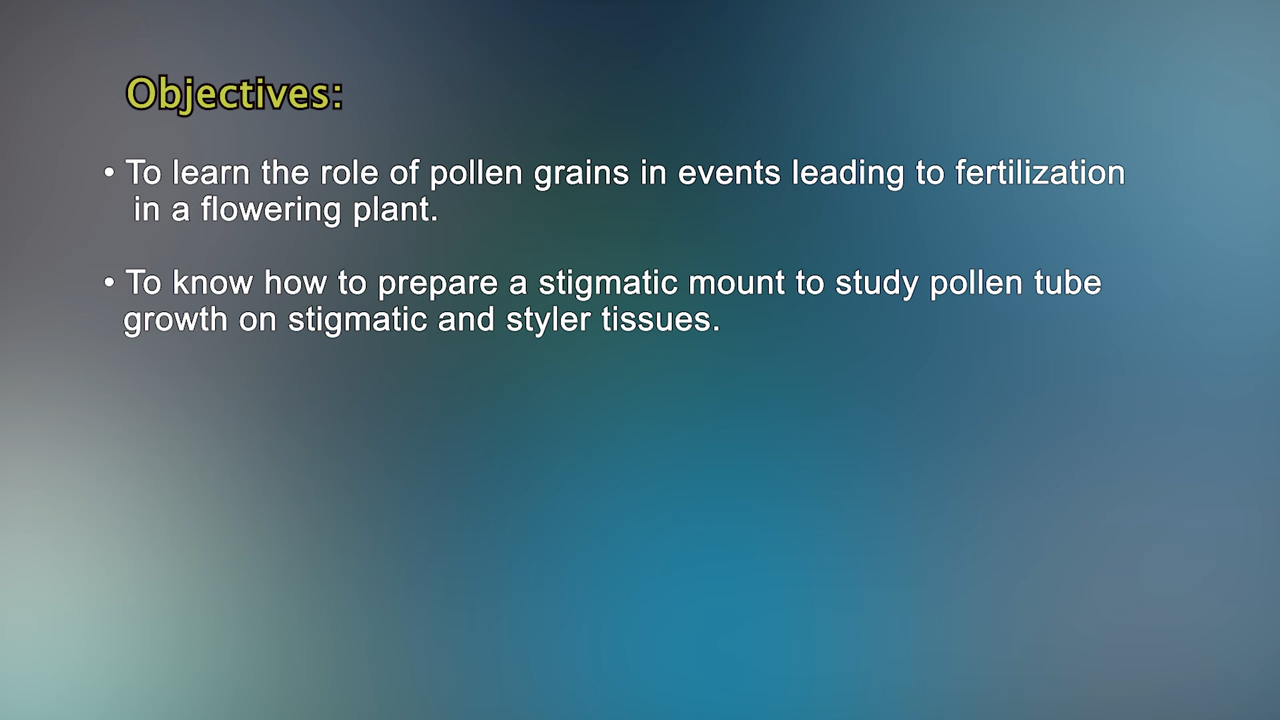 Objectives:
• To learn the role of pollen grains in events leading to fertilization
in a flowering plant.
• To know how to prepare a stigmatic mount to study pollen tube
growth on stigmatic and styler tissues.